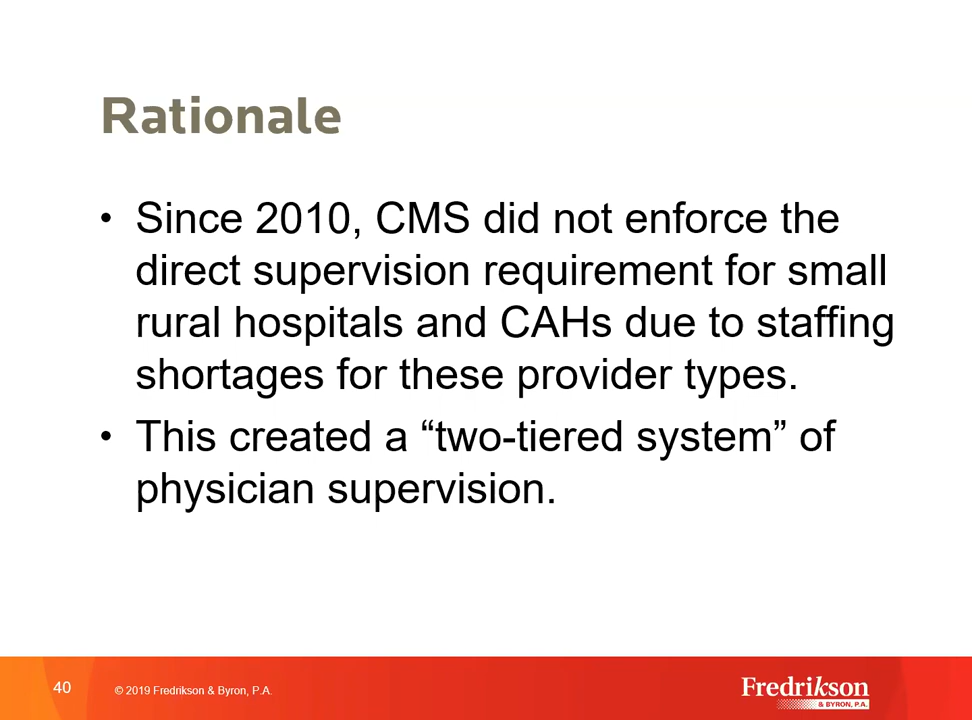 Rationale
• Since 2010, CMS did not enforce the
direct supervision requirement for small
rural hospitals and CAHs due to staffing
shortages for these provider types.
• This created a “two-tiered system” of
physician supervision.
40
© 2019 Fredrikson & Byron, P.A.
Fredrikson
& BYRON, P.A.